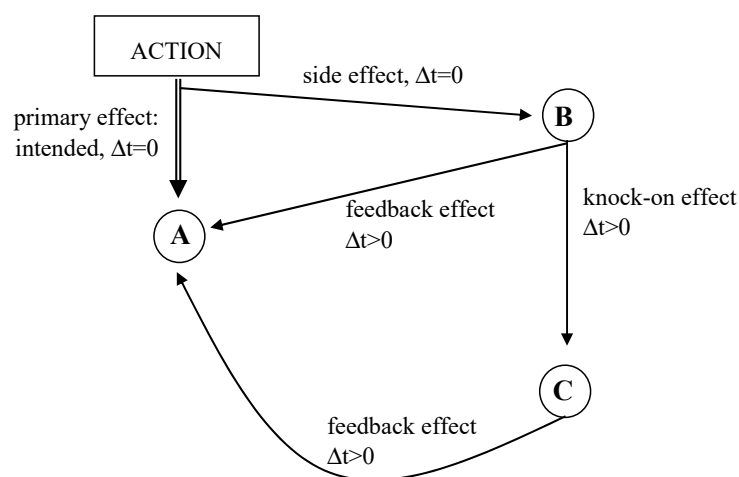 ACTION
side effect, Δt=0
primary effect:
intended, Δt=0
B
feedback effect
Δt>0
knock-on effect
Δt>0
A
C
feedback effect
Δt>0